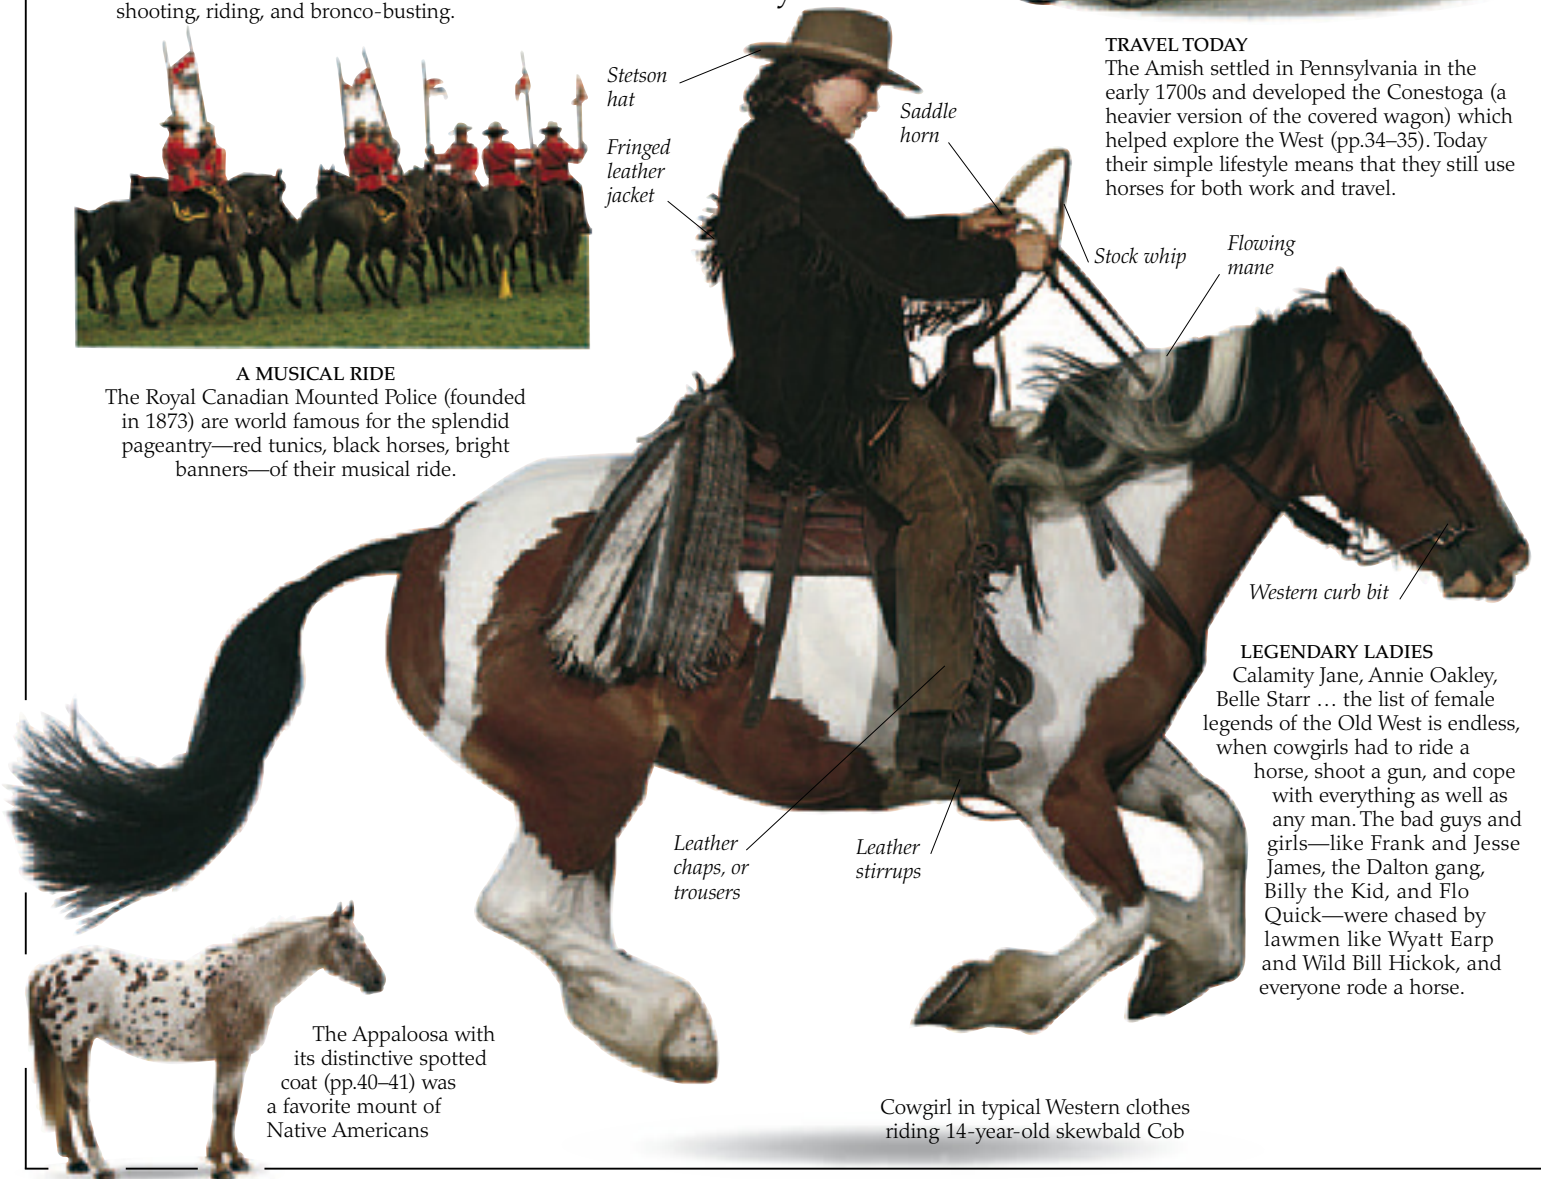 shooting, riding, and bronco-busting.
Stetson
hat
Fringed
leather
jacket
Saddle
horn
TRAVEL TODAY
The Amish settled in Pennsylvania in the
early 1700s and developed the Conestoga (a
heavier version of the covered wagon) which
helped explore the West (pp.34–35). Today
their simple lifestyle means that they still use
horses for both work and travel.
Stock whip
Flowing
mane
A MUSICAL RIDE
The Royal Canadian Mounted Police (founded
in 1873) are world famous for the splendid
pageantry—red tunics, black horses, bright
banners—of their musical ride.
Western curb bit
LEGENDARY LADIES
Calamity Jane, Annie Oakley,
Belle Starr ... the list of female
legends of the Old West is endless,
when cowgirls had to ride a
horse, shoot a gun, and cope
with everything as well as
any man. The bad guys and
girls—like Frank and Jesse
James, the Dalton gang,
Billy the Kid, and Flo
Quick—were chased by
lawmen like Wyatt Earp
and Wild Bill Hickok, and
everyone rode a horse.
Leather
chaps, or
trousers
Leather
stirrups
The Appaloosa with
its distinctive spotted
coat (pp.40–41) was
a favorite mount of
Native Americans
Cowgirl in typical Western clothes
riding 14-year-old skewbald Cob